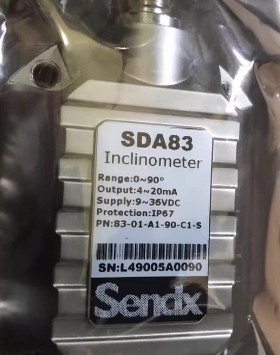 SDA83
Inclinometer
Range:0~90°
Output:4~20mA
Supply:9~36VDC
Protection:IP67
PN:83-01-A1-90-C1-S
SN:L49005A0090
Sendx